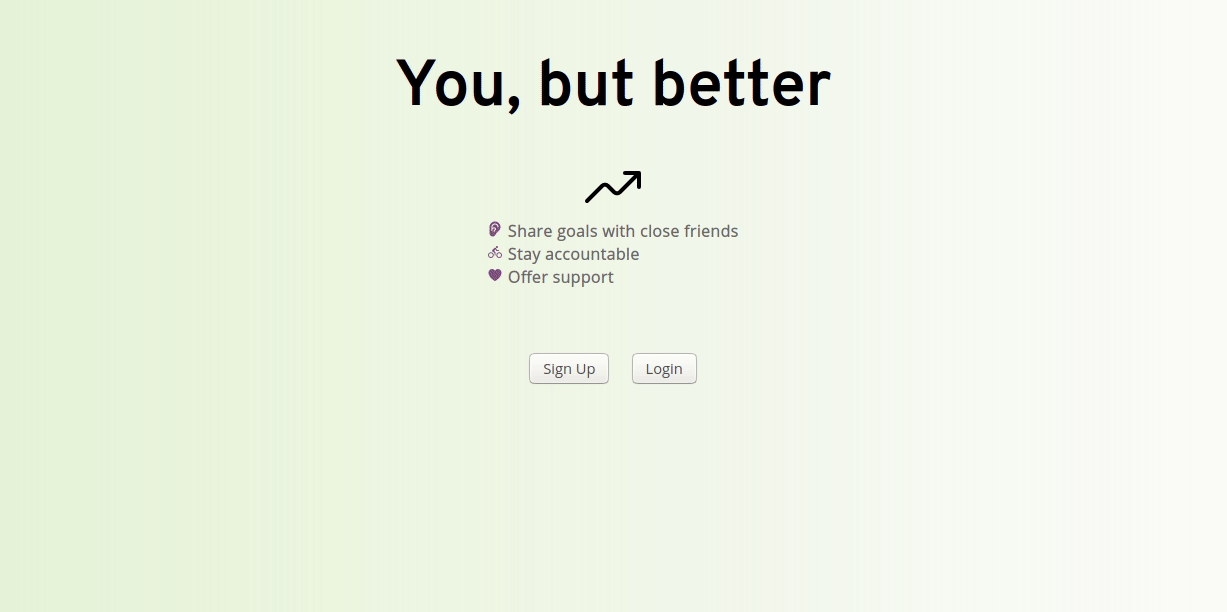 You, but better
Share goals with close friends
Stay accountable
Offer support
Sign Up
Login